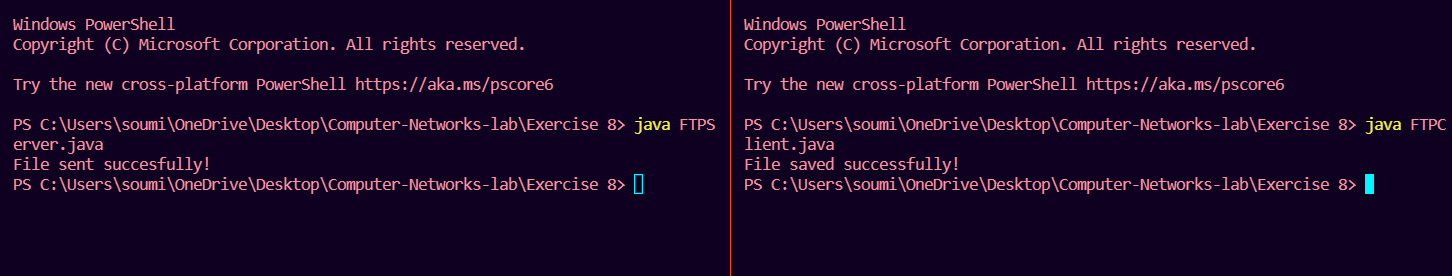 Windows PowerShell
Copyright (C) Microsoft Corporation. All rights reserved.
Try the new cross-platform PowerShell https://aka.ms/pscore6
PS C:\Users\soumi\OneDrive\Desktop\Computer-Networks-lab\Exercise 8> java FTPS
erver.java
File sent succesfully!
PS C:\Users\soumi\OneDrive\Desktop\Computer-Networks-lab\Exercise 8>
Windows PowerShell
Copyright (C) Microsoft Corporation. All rights reserved.
Try the new cross-platform PowerShell https://aka.ms/pscore6
PS C:\Users\soumi\OneDrive\Desktop\Computer-Networks-lab\Exercise 8> java FTPC
lient.java
File saved successfully!
PS C:\Users\soumi\OneDrive\Desktop\Computer-Networks-lab\Exercise 8>